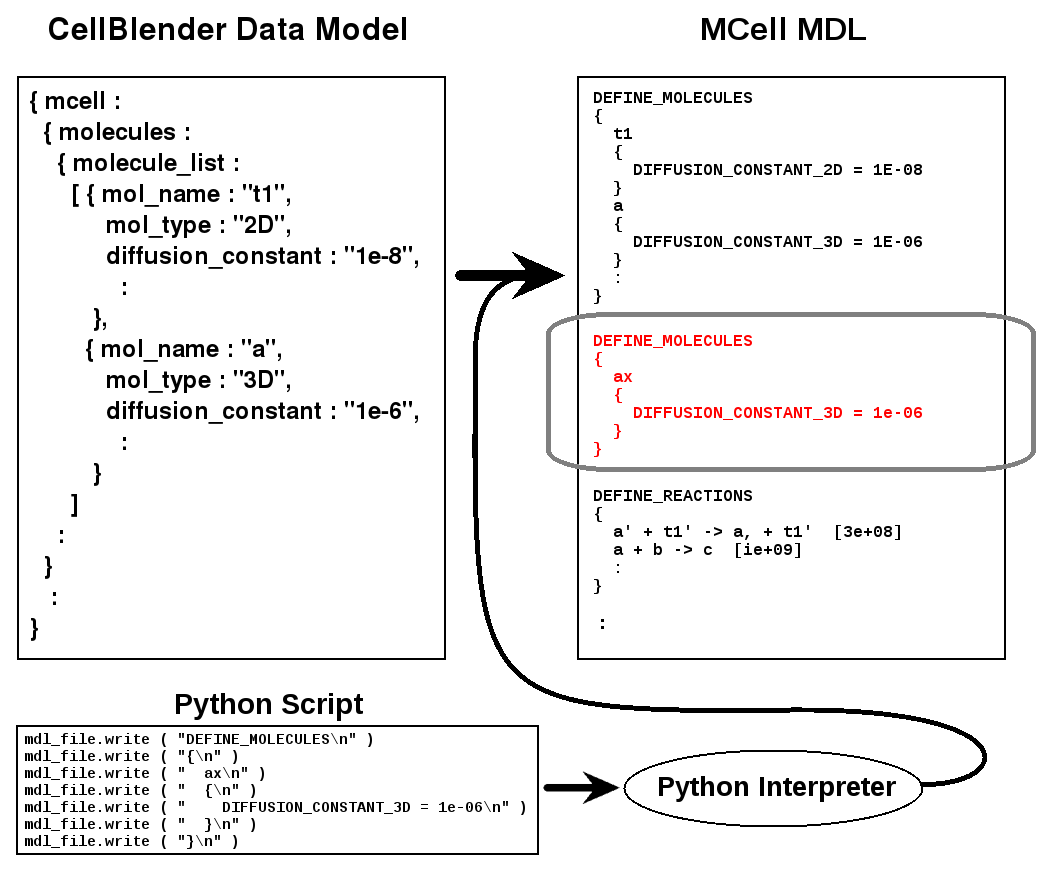 CellBlender Data Model
{ mcell :
{ molecules :
{ molecule_list :
[ { mol_name : "t1",
mol_type : "2D",
diffusion_constant : "1e-8",
:
},
{ mol_name : "a",
mol_type : "3D",
diffusion_constant : "1e-6",
:
}
]
:
}
:
}
MCell MDL
DEFINE_MOLECULES
{
t1
{
DIFFUSION_CONSTANT_2D = 1E-08
}
a
{
DIFFUSION_CONSTANT_3D = 1E-06
}
:
}
DEFINE_MOLECULES
{
ax
{
DIFFUSION_CONSTANT_3D = 1e-06
}
}
DEFINE_REACTIONS
{
a' + t1' -> a, + t1'  [3e+08]
a + b -> c  [ie+09]
:
}
:
Python Script
mdl_file.write ( "DEFINE_MOLECULES\n" )
mdl_file.write ( "{\n" )
mdl_file.write ( "  ax\n" )
mdl_file.write ( "  {\n" )
mdl_file.write ( "    DIFFUSION_CONSTANT_3D = 1e-06\n" )
mdl_file.write ( "  }\n" )
mdl_file.write ( "}\n" )
Python Interpreter